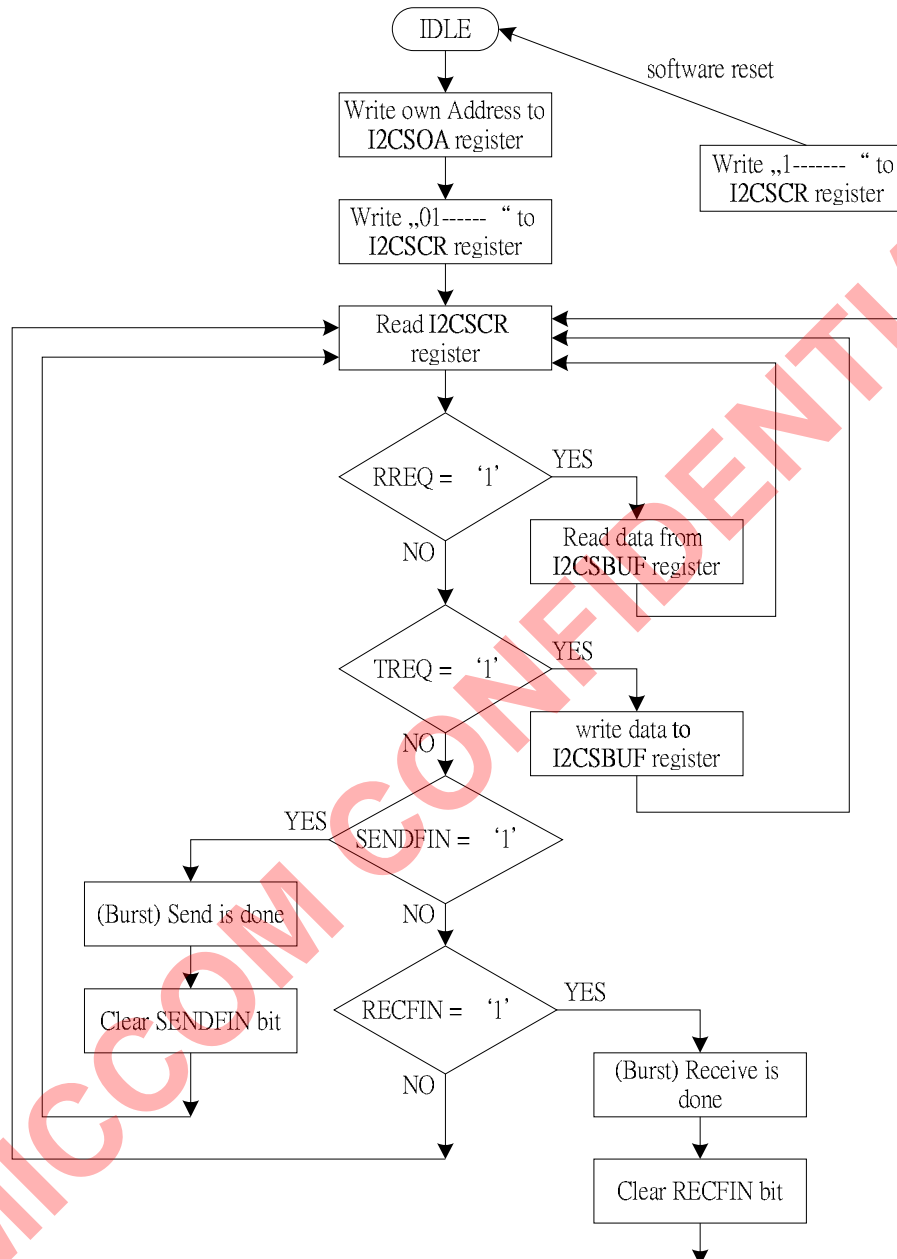 IDLE
software reset
Write own Address to
I2CSOA register
Write „1------- “ to
I2CSCR register
Write „01------ “ to
I2CSCR register
Read I2CSCR
register
RREQ = ‘1’
YES
NO
Read data from
I2CSBUF register
TREQ = ‘1’
YES
NO
write data to
I2CSBUF register
SENDFIN = ‘1’
YES
NO
(Burst) Send is done
Clear SENDFIN bit
RECFIN = ‘1’
YES
NO
(Burst) Receive is
done
Clear RECFIN bit
MICCOM CONFIDENTI